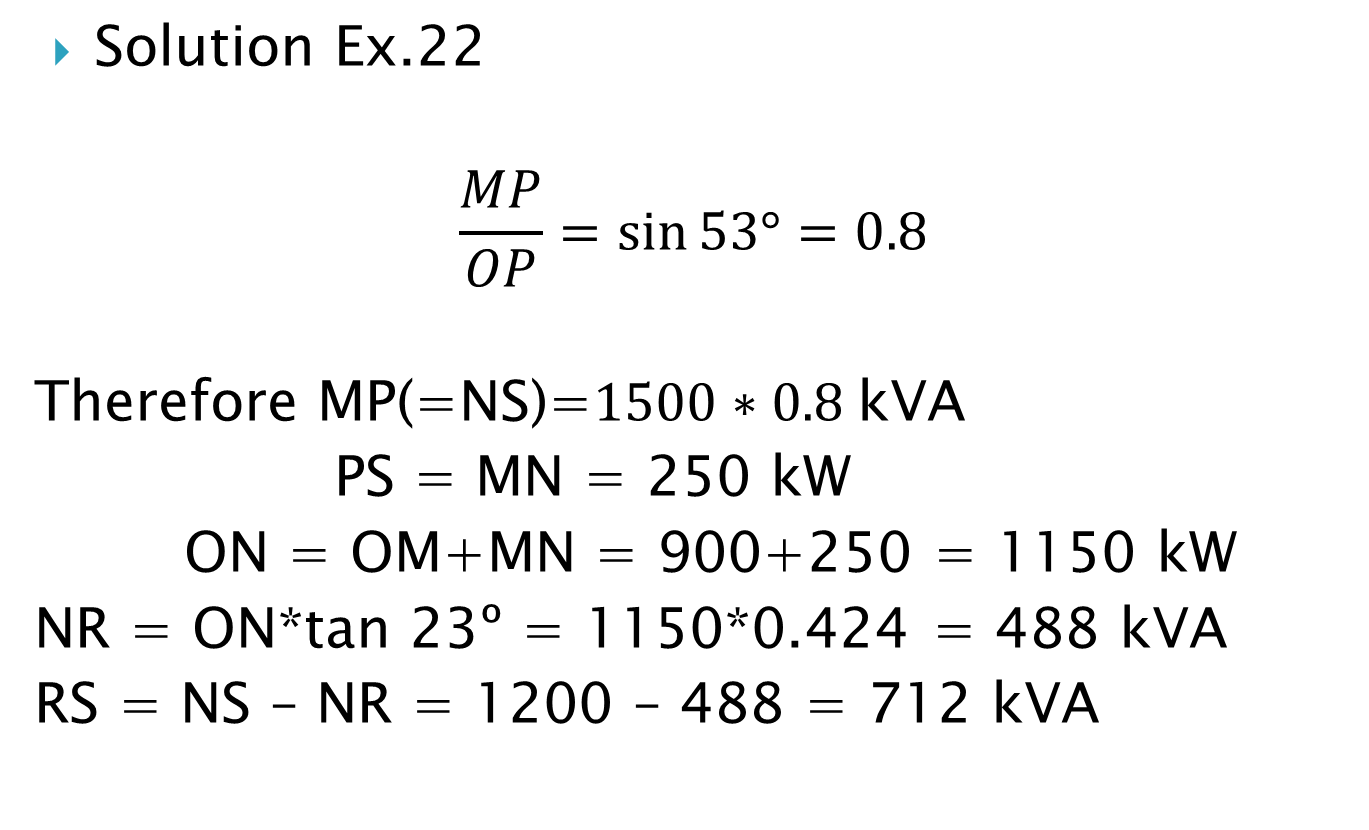 Solution Ex.22
MP/OP = sin 53° = 0.8
Therefore MP(=NS)=1500 * 0.8 kVA
PS = MN = 250 kW
ON = OM+MN = 900+250 = 1150 kW
NR = ON*tan 23º = 1150*0.424 = 488 kVA
RS = NS – NR = 1200 – 488 = 712 kVA